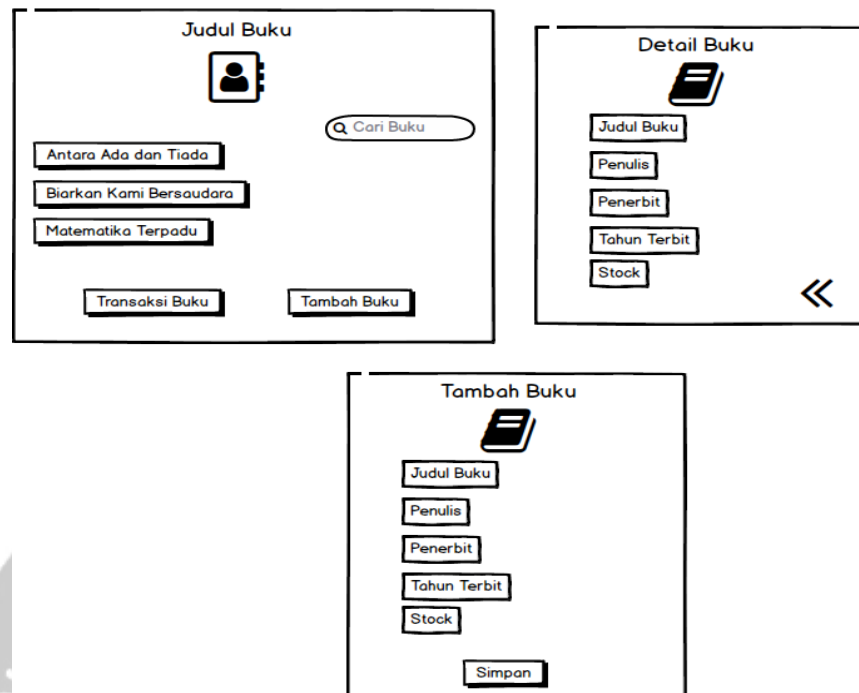 Judul Buku
Cari Buku
Antara Ada dan Tiada
Biarkan Kami Bersaudara
Matematika Terpadu
Transaksi Buku
Tambah Buku
Detail Buku
Judul Buku
Penulis
Penerbit
Tahun Terbit
Stock
Tambah Buku
Judul Buku
Penulis
Penerbit
Tahun Terbit
Stock
Simpan